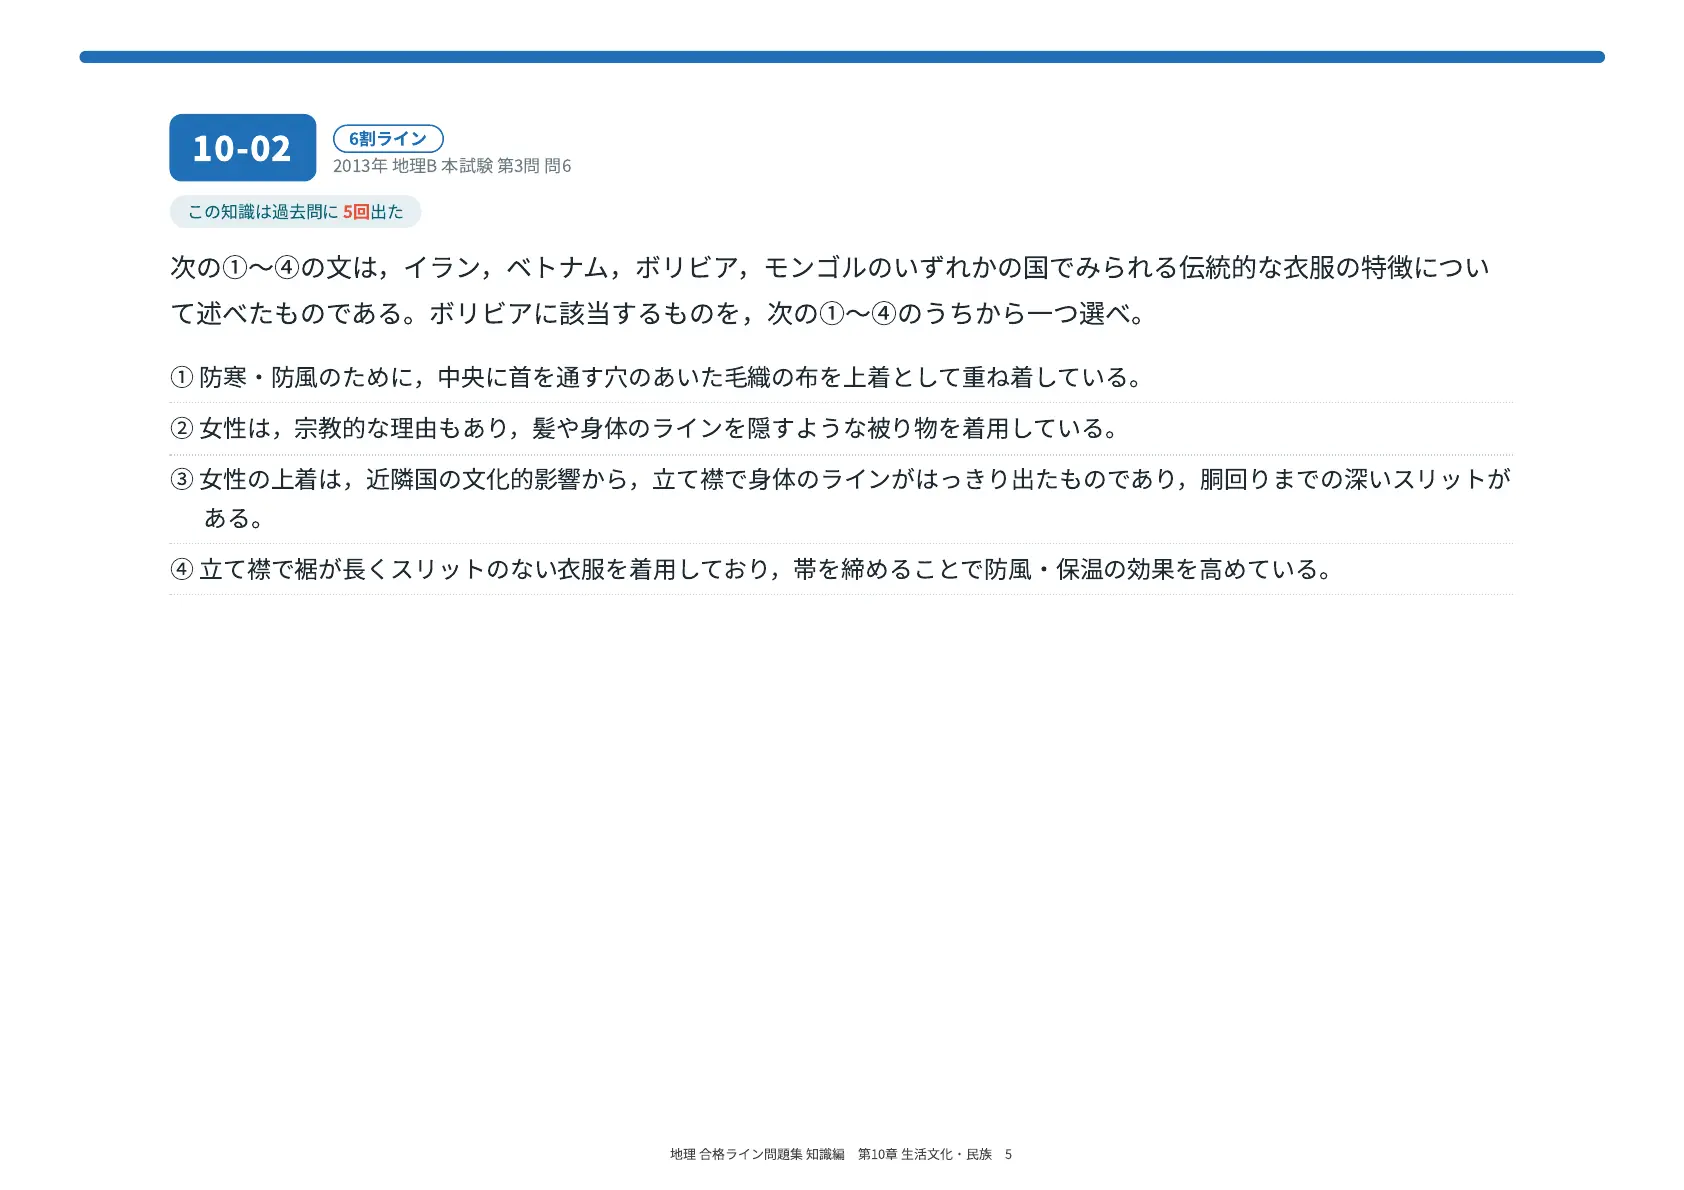 10-02
6割ライン
2013年 地理B 本試験 第3問 問6
この知識は過去問に 5回出た
次の①～④の文は，イラン，ベトナム，ボリビア，モンゴルのいずれかの国でみられる伝統的な衣服の特徴につい
て述べたものである。ボリビアに該当するものを，次の①～④のうちから一つ選べ。
① 防寒・防風のために，中央に首を通す穴のあいた毛織の布を上着として重ね着している。
② 女性は，宗教的な理由もあり，髪や身体のラインを隠すような被り物を着用している。
③ 女性の上着は，近隣国の文化的影響から，立て襟で身体のラインがはっきり出たものであり，胴回りまでの深いスリットが
ある。
④ 立て襟で裾が長くスリットのない衣服を着用しており，帯を締めることで防風・保温の効果を高めている。
地理 合格ライン問題集 知識編　第10章 生活文化・民族　5